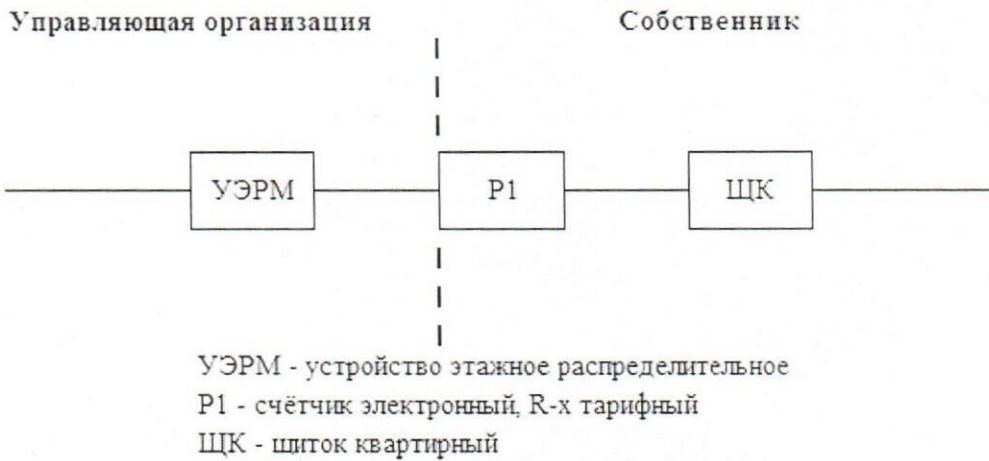 Управляющая организация
Собственник
УЭРМ
Р1
ЩК
УЭРМ - устройство этажное распределительное
Р1 - счётчик электронный, R-х тарифный
ЩК - щиток квартирный